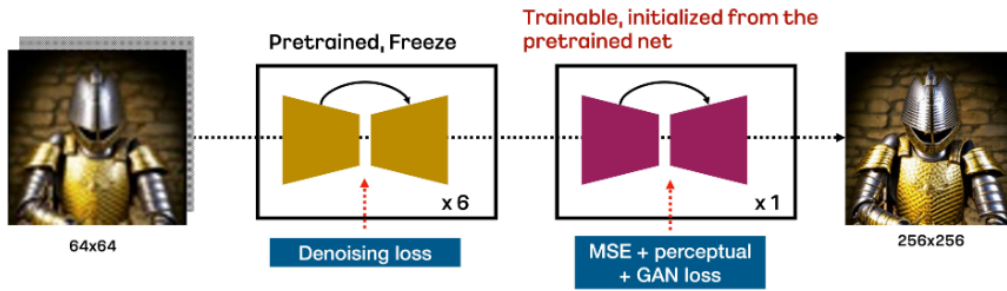 Trainable, initialized from the
pretrained net
Pretrained, Freeze
x 6
x 1
64x64
Denoising loss
MSE + perceptual
+ GAN loss
256x256